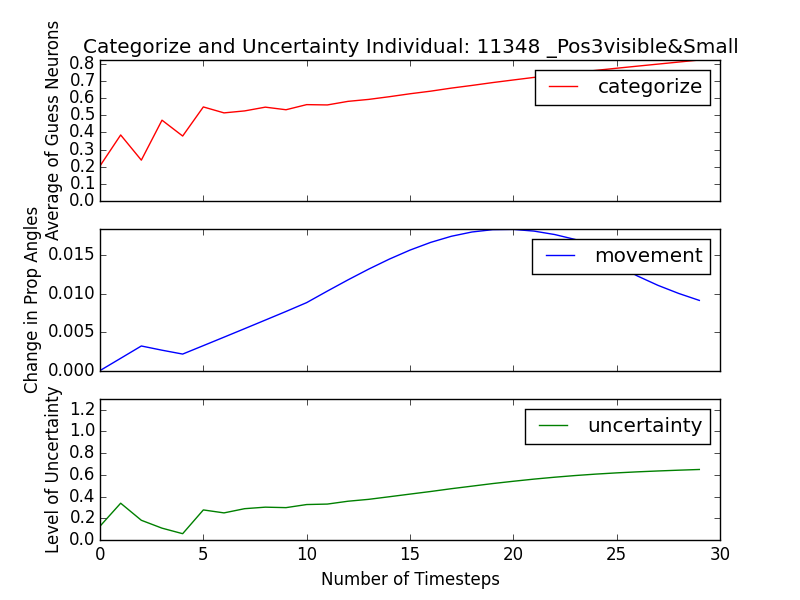 Categorize and Uncertainty Individual: 11348 _Pos3visible&Small
Average of Guess Neurons
0.8
0.7
0.6
0.5
0.4
0.3
0.2
0.1
0.0
categorize
Change in Prop Angles
0.015
0.010
0.005
0.000
movement
Level of Uncertainty
1.2
1.0
0.8
0.6
0.4
0.2
0.0
uncertainty
0 5 10 15 20 25 30
Number of Timesteps